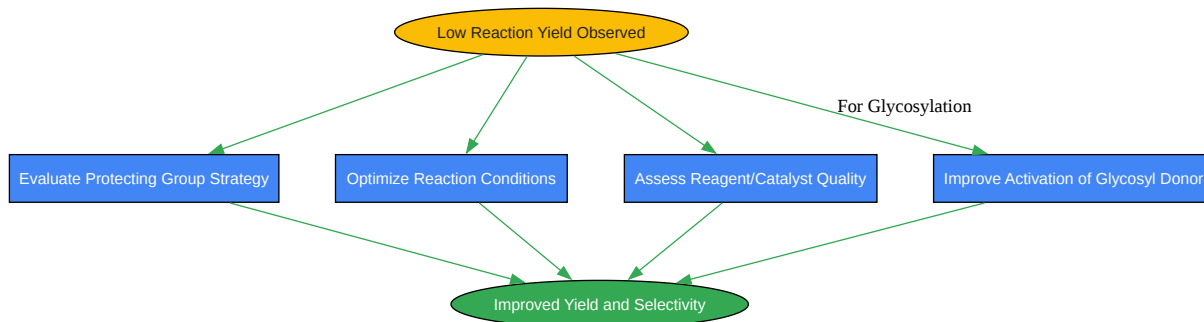 Low Reaction Yield Observed
For Glycosylation
Evaluate Protecting Group Strategy
Optimize Reaction Conditions
Assess Reagent/Catalyst Quality
Improve Activation of Glycosyl Donor
Improved Yield and Selectivity